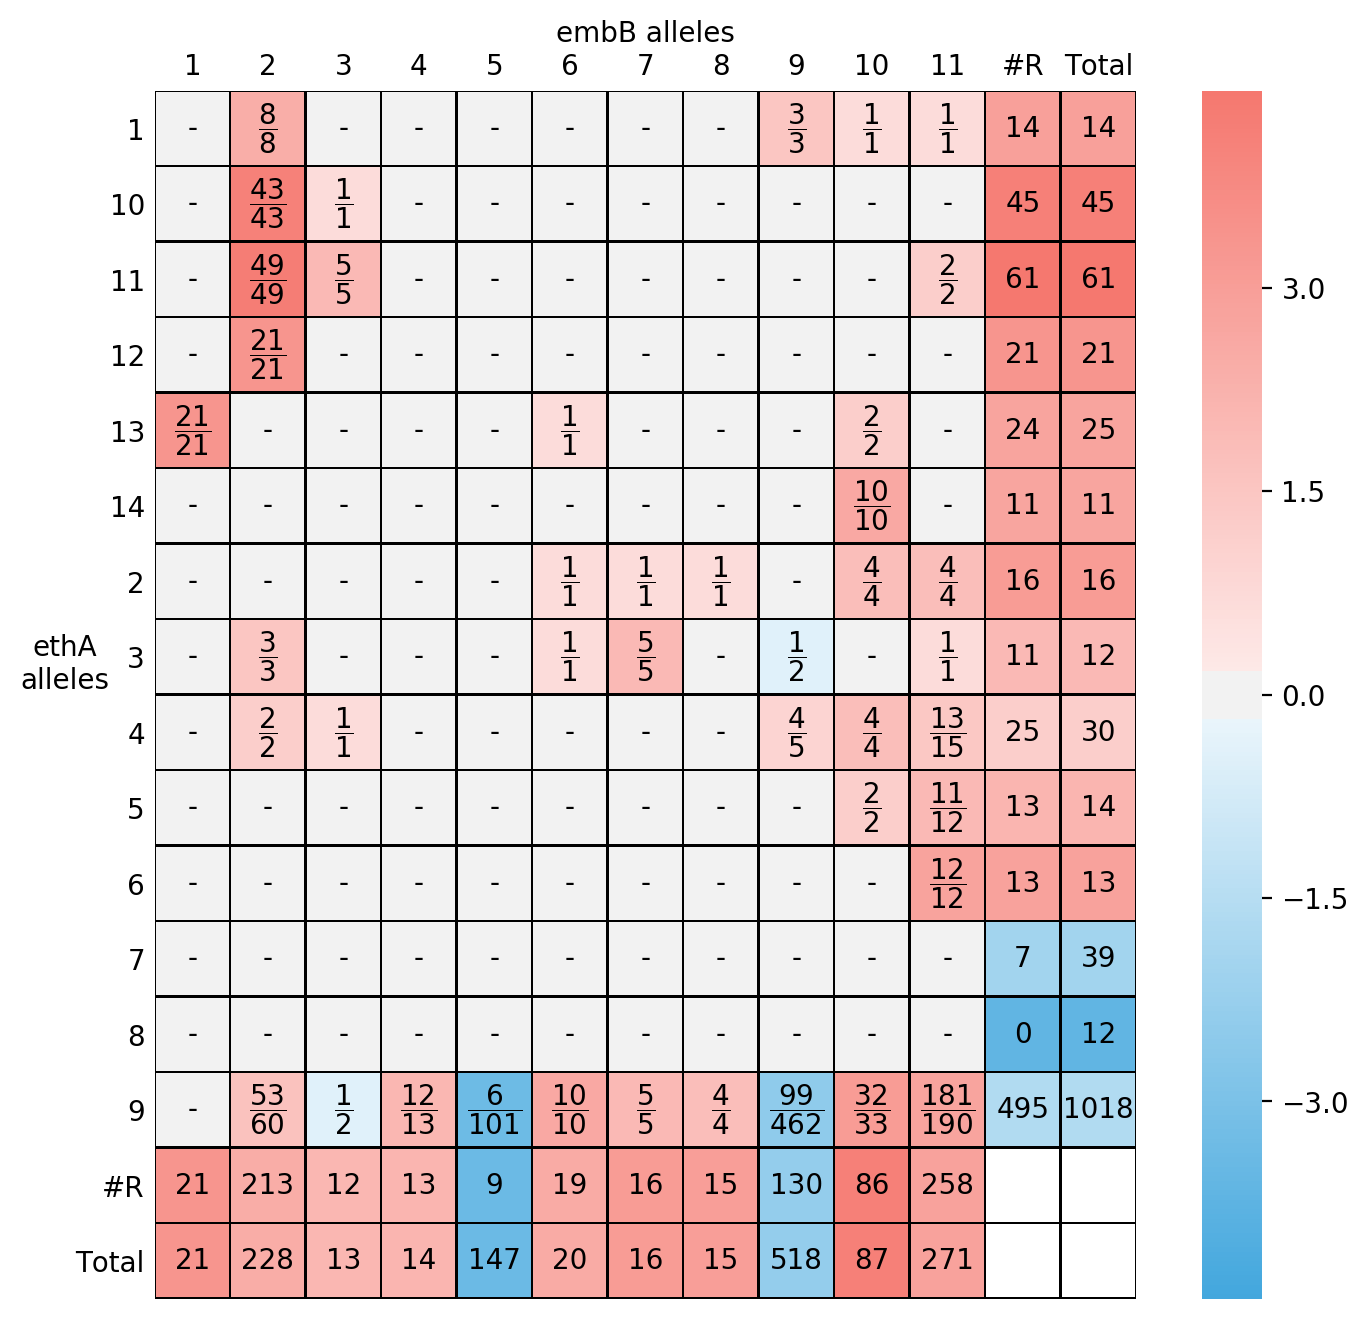 embB alleles
1 2 3 4 5 6 7 8 9 10 11 #R Total
1 - 8/8 - - - - - - 3/3 1/1 1/1 14 14
10 - 43/43 1/1 - - - - - - - - 45 45
11 - 49/49 5/5 - - - - - - - 2/2 61 61
12 - 21/21 - - - - - - - - - 21 21
13 21/21 - - - - 1/1 - - - 2/2 - 24 25
14 - - - - - - - - - 10/10 - 11 11
2 - - - - - 1/1 1/1 1/1 - 4/4 4/4 16 16
ethA
alleles
3 - 3/3 - - - 1/1 5/5 - 1/2 - 1/1 11 12
4 - 2/2 1/1 - - - - - 4/5 4/4 13/15 25 30
5 - - - - - - - - - 2/2 11/12 13 14
6 - - - - - - - - - - 12/12 13 13
7 - - - - - - - - - - - 7 39
8 - - - - - - - - - - - 0 12
9 - 53/60 1/2 12/13 6/101 10/10 5/5 4/4 99/462 32/33 181/190 495 1018
#R 21 213 12 13 9 19 16 15 130 86 258
Total 21 228 13 14 147 20 16 15 518 87 271
3.0
1.5
0.0
−1.5
−3.0